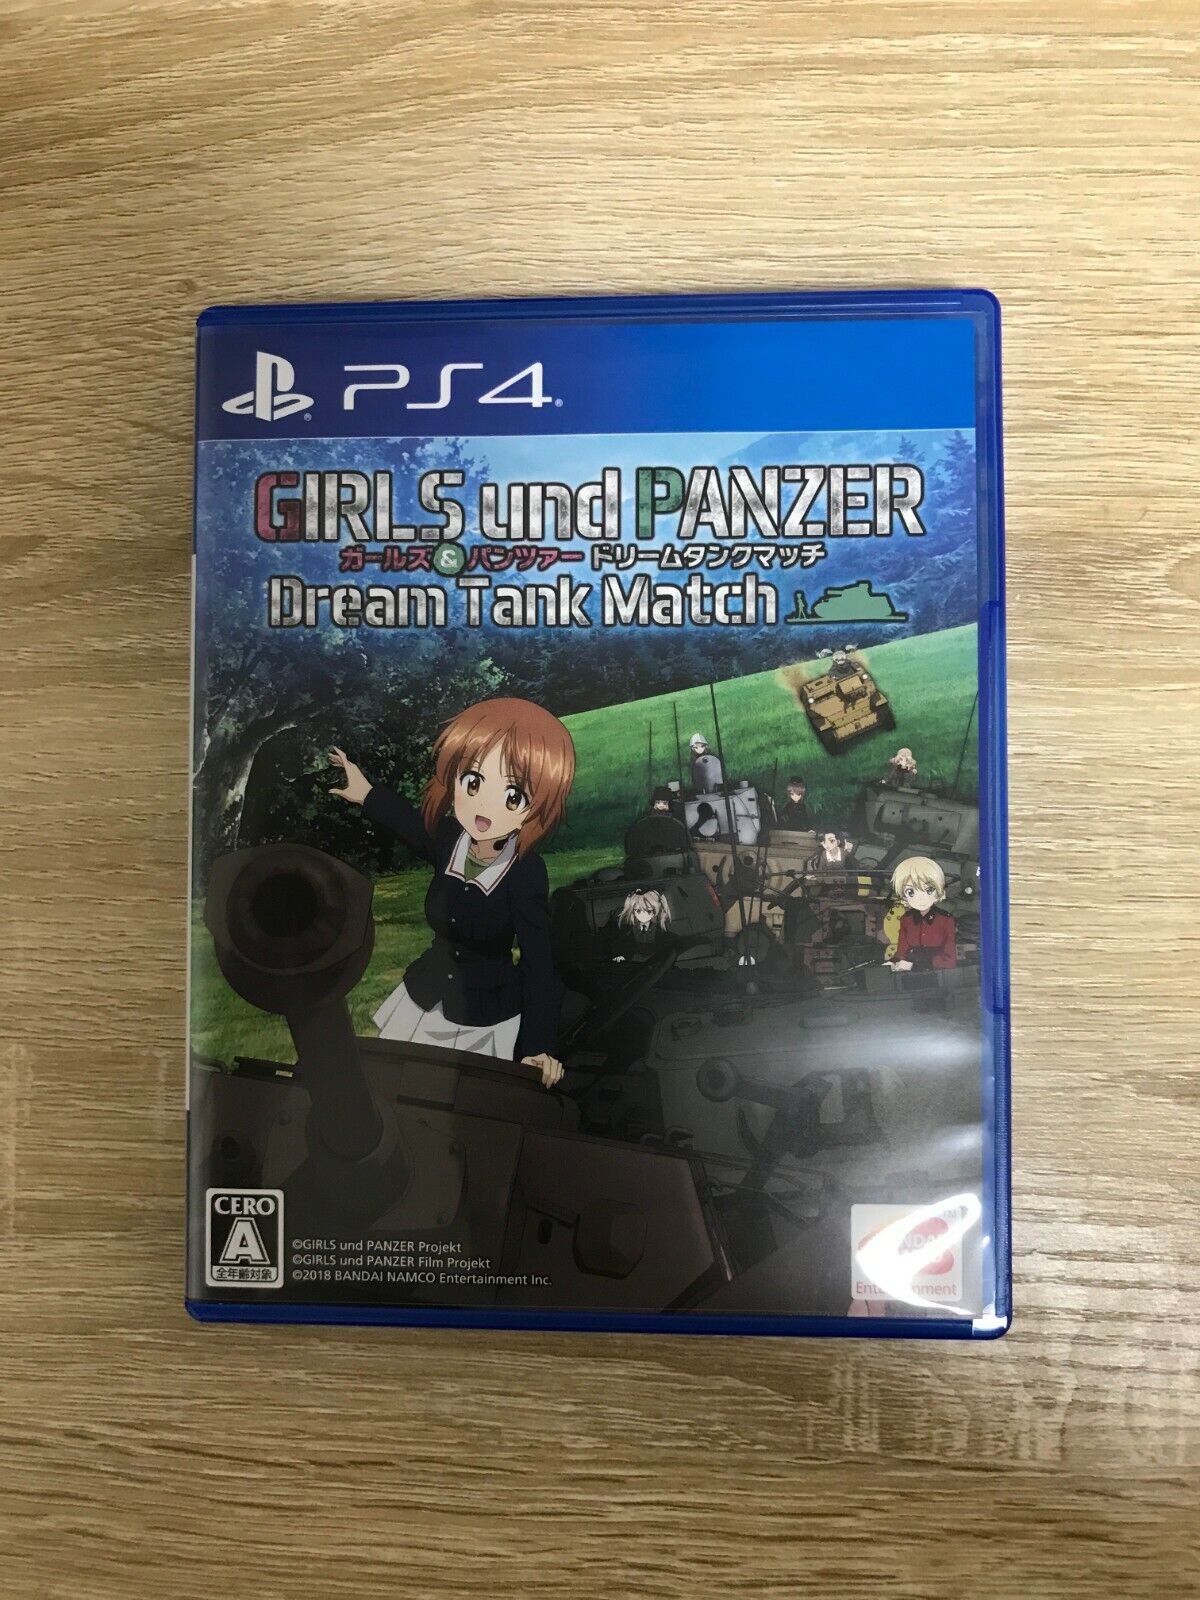 PS4
GIRLS und PANZER
ガールズ&パンツァー ドリームタンクマッチ
Dream Tank Match
CERO
A
全年齢対象
©GIRLS und PANZER Projekt
©GIRLS und PANZER Film Projekt
©2018 BANDAI NAMCO Entertainment Inc.